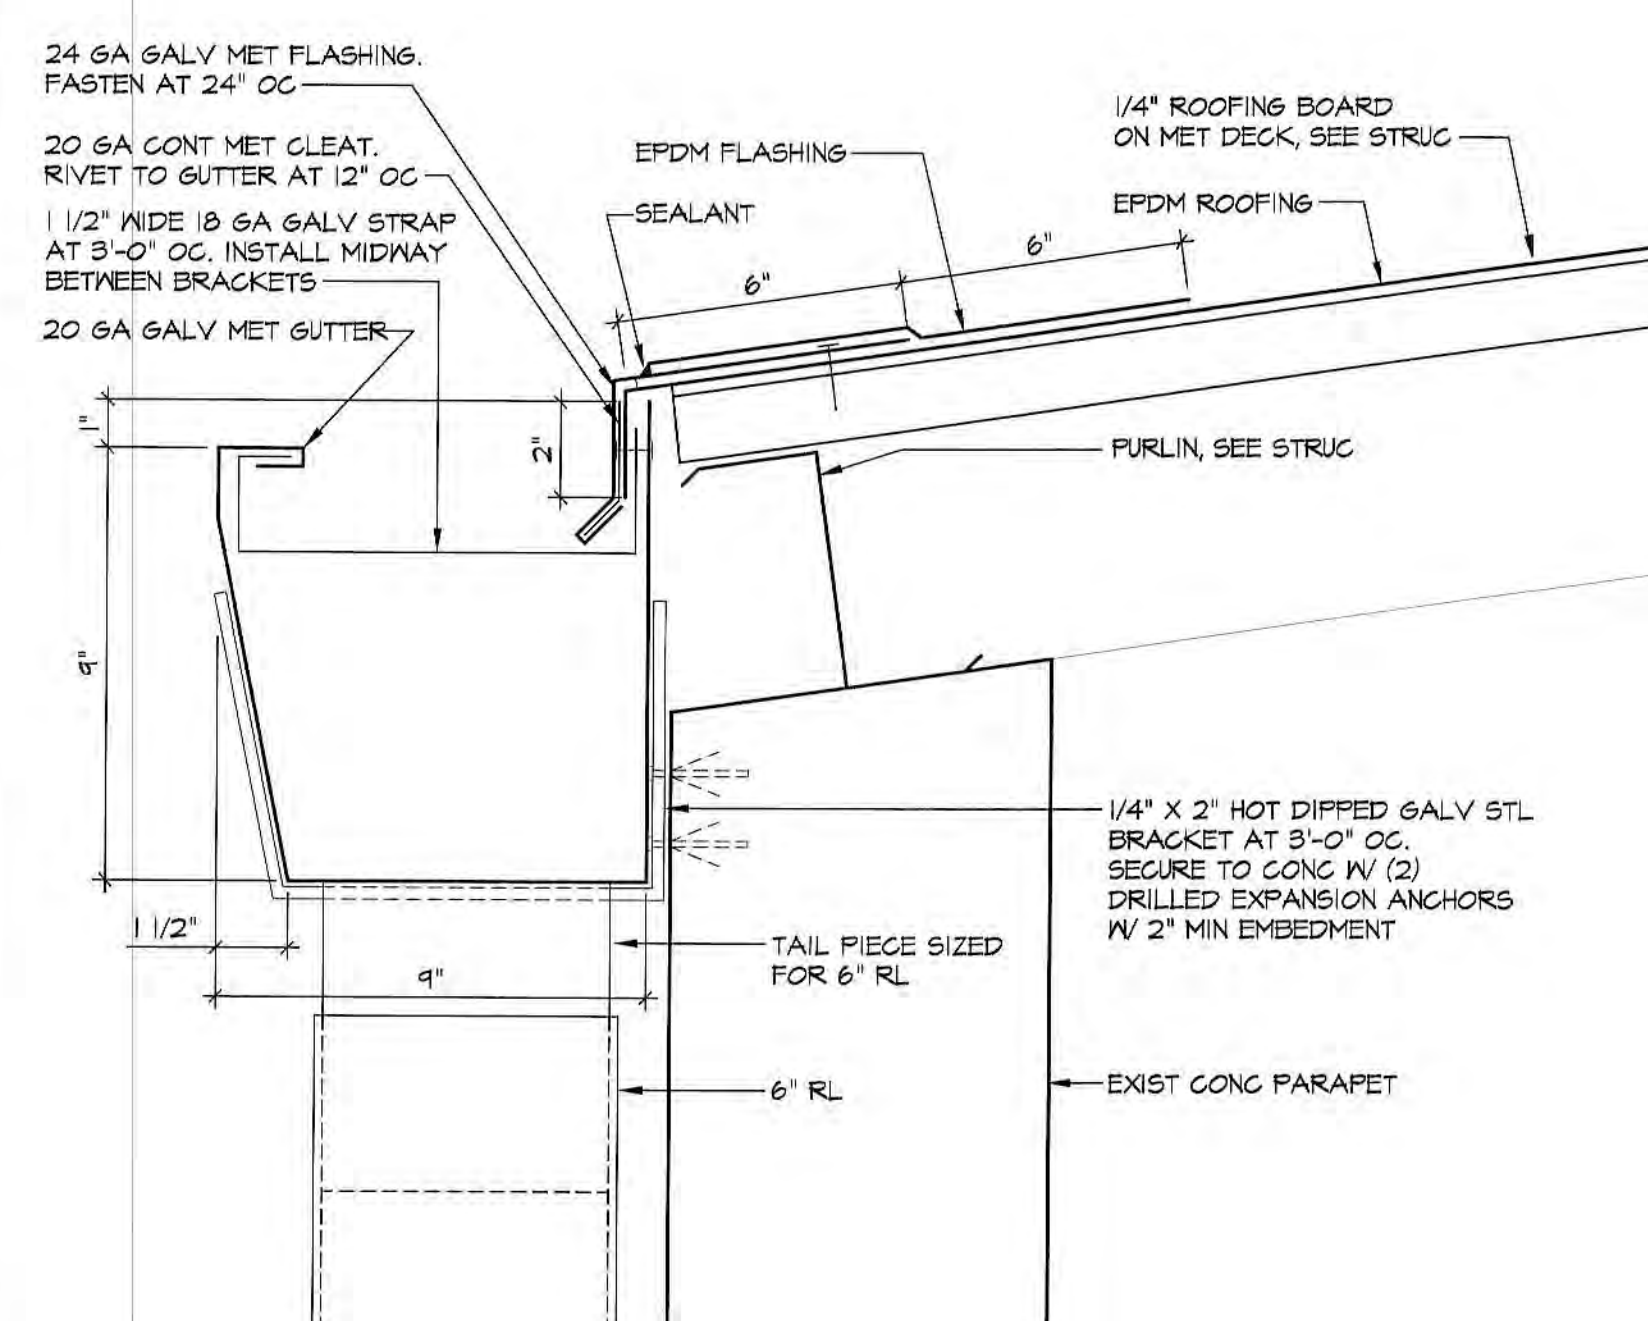 24 GA GALV MET FLASHING.
FASTEN AT 24" OC
20 GA CONT MET CLEAT.
RIVET TO GUTTER AT 12" OC
1 1/2" WIDE 18 GA GALV STRAP
AT 3'-0" OC. INSTALL MIDWAY
BETWEEN BRACKETS
20 GA GALV MET GUTTER
EPDM FLASHING
SEALANT
1/4" ROOFING BOARD
ON MET DECK, SEE STRUC
EPDM ROOFING
6"
6"
1"
2"
PURLIN, SEE STRUC
9"
1/4" X 2" HOT DIPPED GALV STL
BRACKET AT 3'-0" OC.
SECURE TO CONC W/ (2)
DRILLED EXPANSION ANCHORS
W/ 2" MIN EMBEDMENT
1 1/2"
9"
TAIL PIECE SIZED
FOR 6" RL
6" RL
EXIST CONC PARAPET